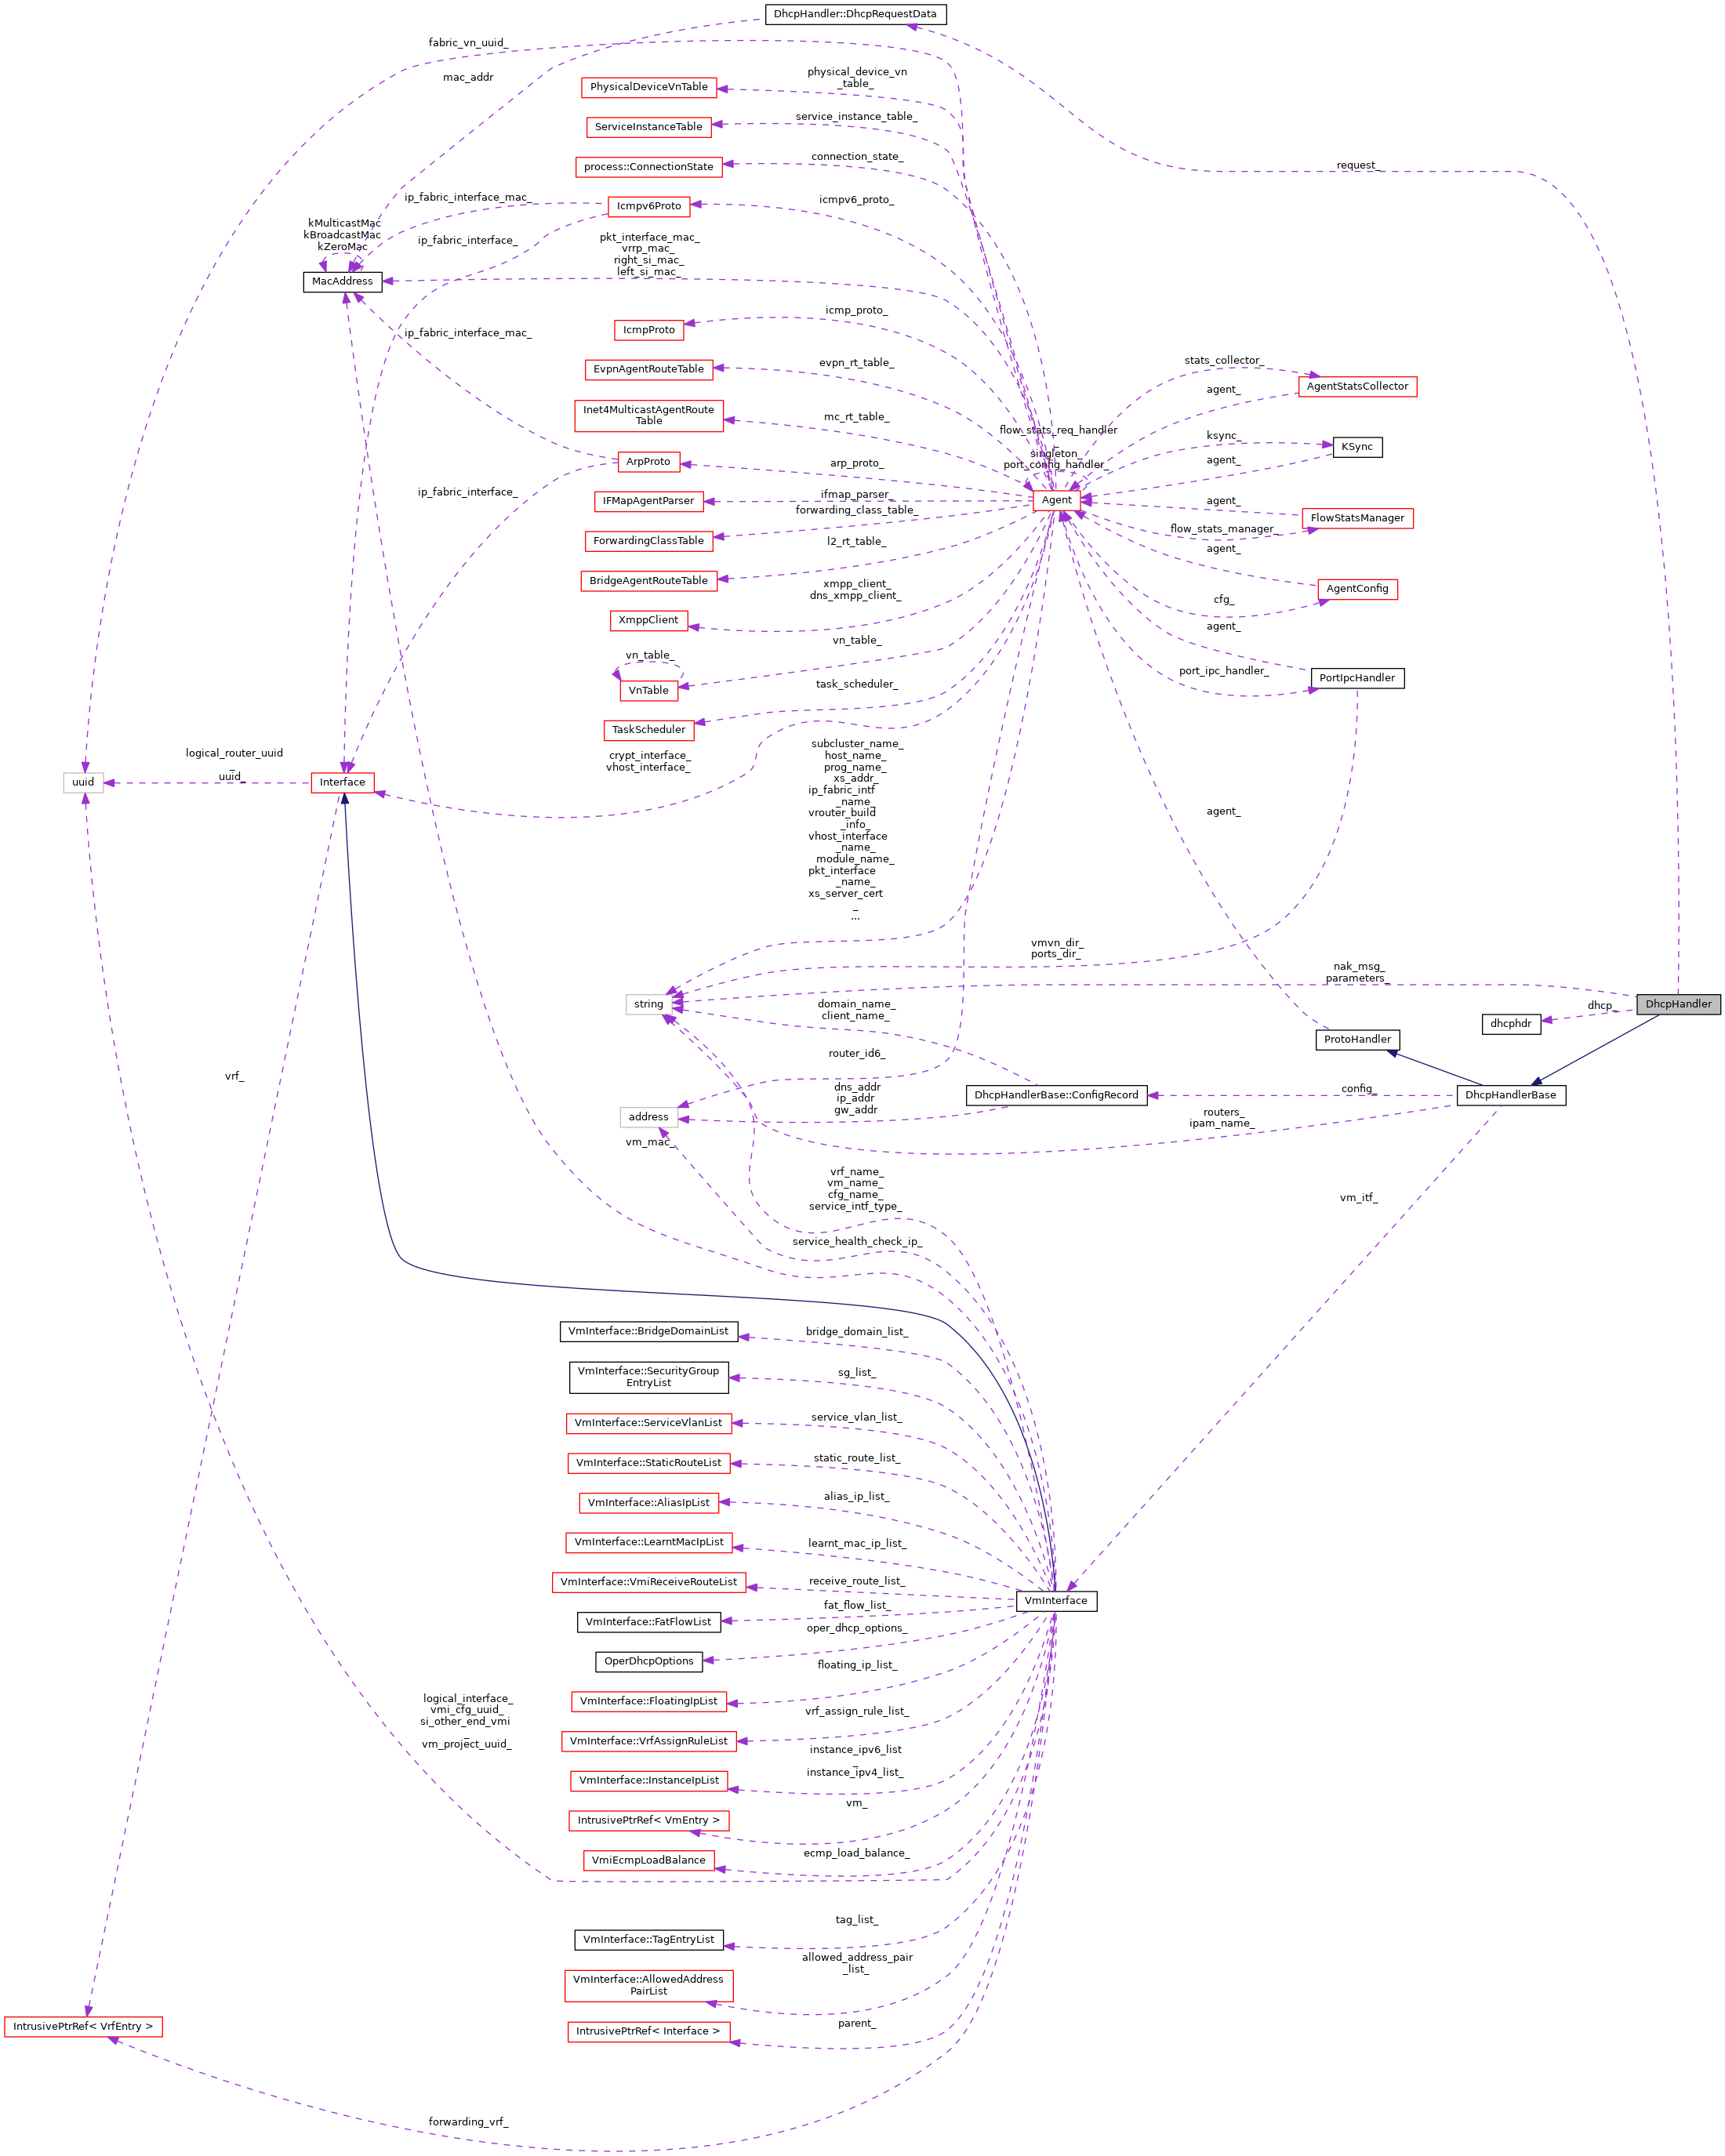 DhcpHandler::DhcpRequestData
fabric_vn_uuid_
mac_addr
physical_device_vn
_table_
PhysicalDeviceVnTable
service_instance_table_
ServiceInstanceTable
connection_state_
process::ConnectionState
request_
ip_fabric_interface_mac_
Icmpv6Proto
icmpv6_proto_
kMulticastMac
kBroadcastMac
kZeroMac
ip_fabric_interface_
pkt_interface_mac_
vrrp_mac_
right_si_mac_
left_si_mac_
MacAddress
icmp_proto_
IcmpProto
ip_fabric_interface_mac_
evpn_rt_table_
EvpnAgentRouteTable
stats_collector_
AgentStatsCollector
agent_
Inet4MulticastAgentRoute
Table
mc_rt_table_
flow_stats_req_handler
_
singleton_
port_config_handler_
ksync_
KSync
agent_
ArpProto
arp_proto_
ip_fabric_interface_
IFMapAgentParser
ifmap_parser_
Agent
agent_
forwarding_class_table_
FlowStatsManager
flow_stats_manager_
ForwardingClassTable
l2_rt_table_
agent_
BridgeAgentRouteTable
xmpp_client_
dns_xmpp_client_
AgentConfig
cfg_
XmppClient
agent_
vn_table_
vn_table_
VnTable
port_ipc_handler_
PortIpcHandler
task_scheduler_
TaskScheduler
logical_router_uuid
_
uuid_
uuid
Interface
crypt_interface_
vhost_interface_
subcluster_name_
host_name_
prog_name_
xs_addr_
ip_fabric_intf
_name_
vrouter_build
_info_
vhost_interface
_name_
module_name_
pkt_interface
_name_
xs_server_cert
_
...
agent_
vmvn_dir_
ports_dir_
nak_msg_
parameters_
string
domain_name_
client_name_
dhcp_
DhcpHandler
dhcphdr
ProtoHandler
router_id6_
vrf_
dns_addr
ip_addr
gw_addr
DhcpHandlerBase::ConfigRecord
config_
DhcpHandlerBase
address
routers_
ipam_name_
vm_mac_
vrf_name_
vm_name_
cfg_name_
service_intf_type_
vm_itf_
service_health_check_ip_
VmInterface::BridgeDomainList
bridge_domain_list_
VmInterface::SecurityGroup
EntryList
sg_list_
VmInterface::ServiceVlanList
service_vlan_list_
VmInterface::StaticRouteList
static_route_list_
VmInterface::AliasIpList
alias_ip_list_
VmInterface::LearntMacIpList
learnt_mac_ip_list_
VmInterface::VmiReceiveRouteList
receive_route_list_
VmInterface
VmInterface::FatFlowList
fat_flow_list_
OperDhcpOptions
oper_dhcp_options_
VmInterface::FloatingIpList
floating_ip_list_
logical_interface_
vmi_cfg_uuid_
si_other_end_vmi
_
vm_project_uuid_
VmInterface::VrfAssignRuleList
vrf_assign_rule_list_
VmInterface::InstanceIpList
instance_ipv6_list
_
instance_ipv4_list_
IntrusivePtrRef< VmEntry >
vm_
VmiEcmpLoadBalance
ecmp_load_balance_
VmInterface::TagEntryList
tag_list_
VmInterface::AllowedAddress
PairList
allowed_address_pair
_list_
IntrusivePtrRef< VrfEntry >
IntrusivePtrRef< Interface >
parent_
forwarding_vrf_